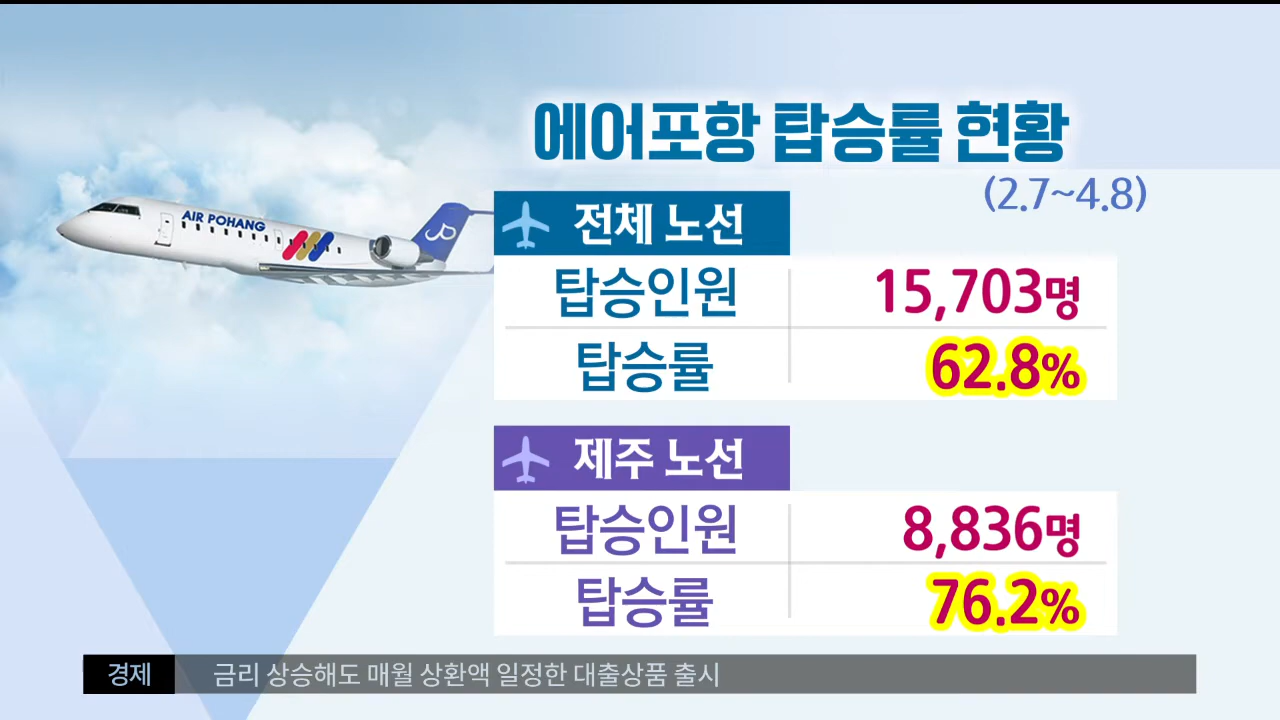 에어포항 탑승률 현황
(2.7~4.8)
AIR POHANG
전체 노선
탑승인원 15,703명
탑승률 62.8%
제주 노선
탑승인원 8,836명
탑승률 76.2%
경제 금리 상승해도 매월 상환액 일정한 대출상품 출시